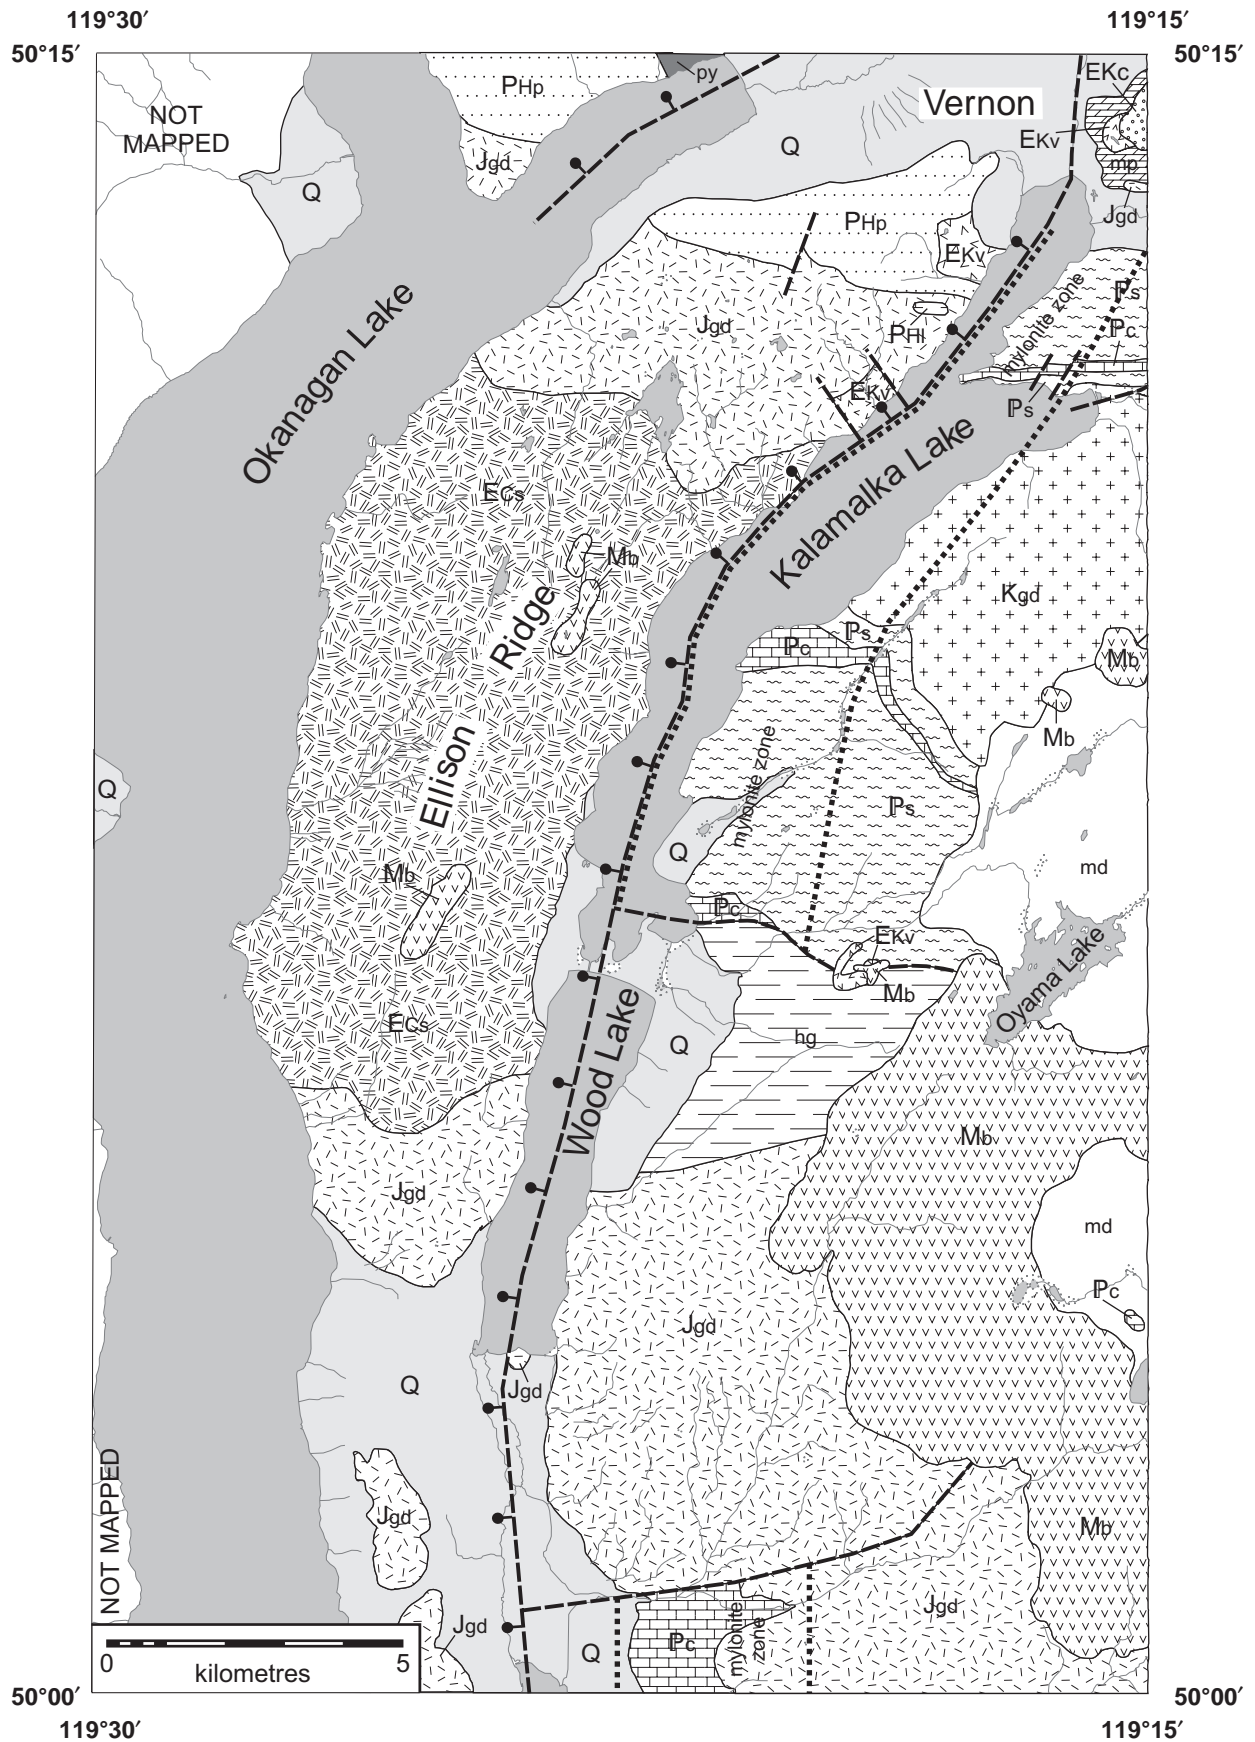 119°30′
119°15′
50°15′
50°15′
EKc
py
PHp
Vernon
NOT
MAPPED
Q
EKv
Jgd
mp
Q
Jgd
PHp
EKv
ℙs
mylonite zone
Okanagan Lake
Jgd
PHl
ℙc
EKv
ℙs
Kalamalka Lake
ECs
Mb
Kgd
Ellison Ridge
ℙs
ℙc
Mb
Mb
Q
mylonite zone
ℙs
Q
md
Mb
ℙc
EKv
Oyama Lake
Mb
ECs
Wood Lake
Q
hg
Mb
Jgd
md
ℙc
Jgd
Q
Jgd
NOT MAPPED
Jgd
Mb
Jgd
Jgd
mylonite
zone
Q
ℙc
0
5
kilometres
50°00′
50°00′
119°30′
119°15′